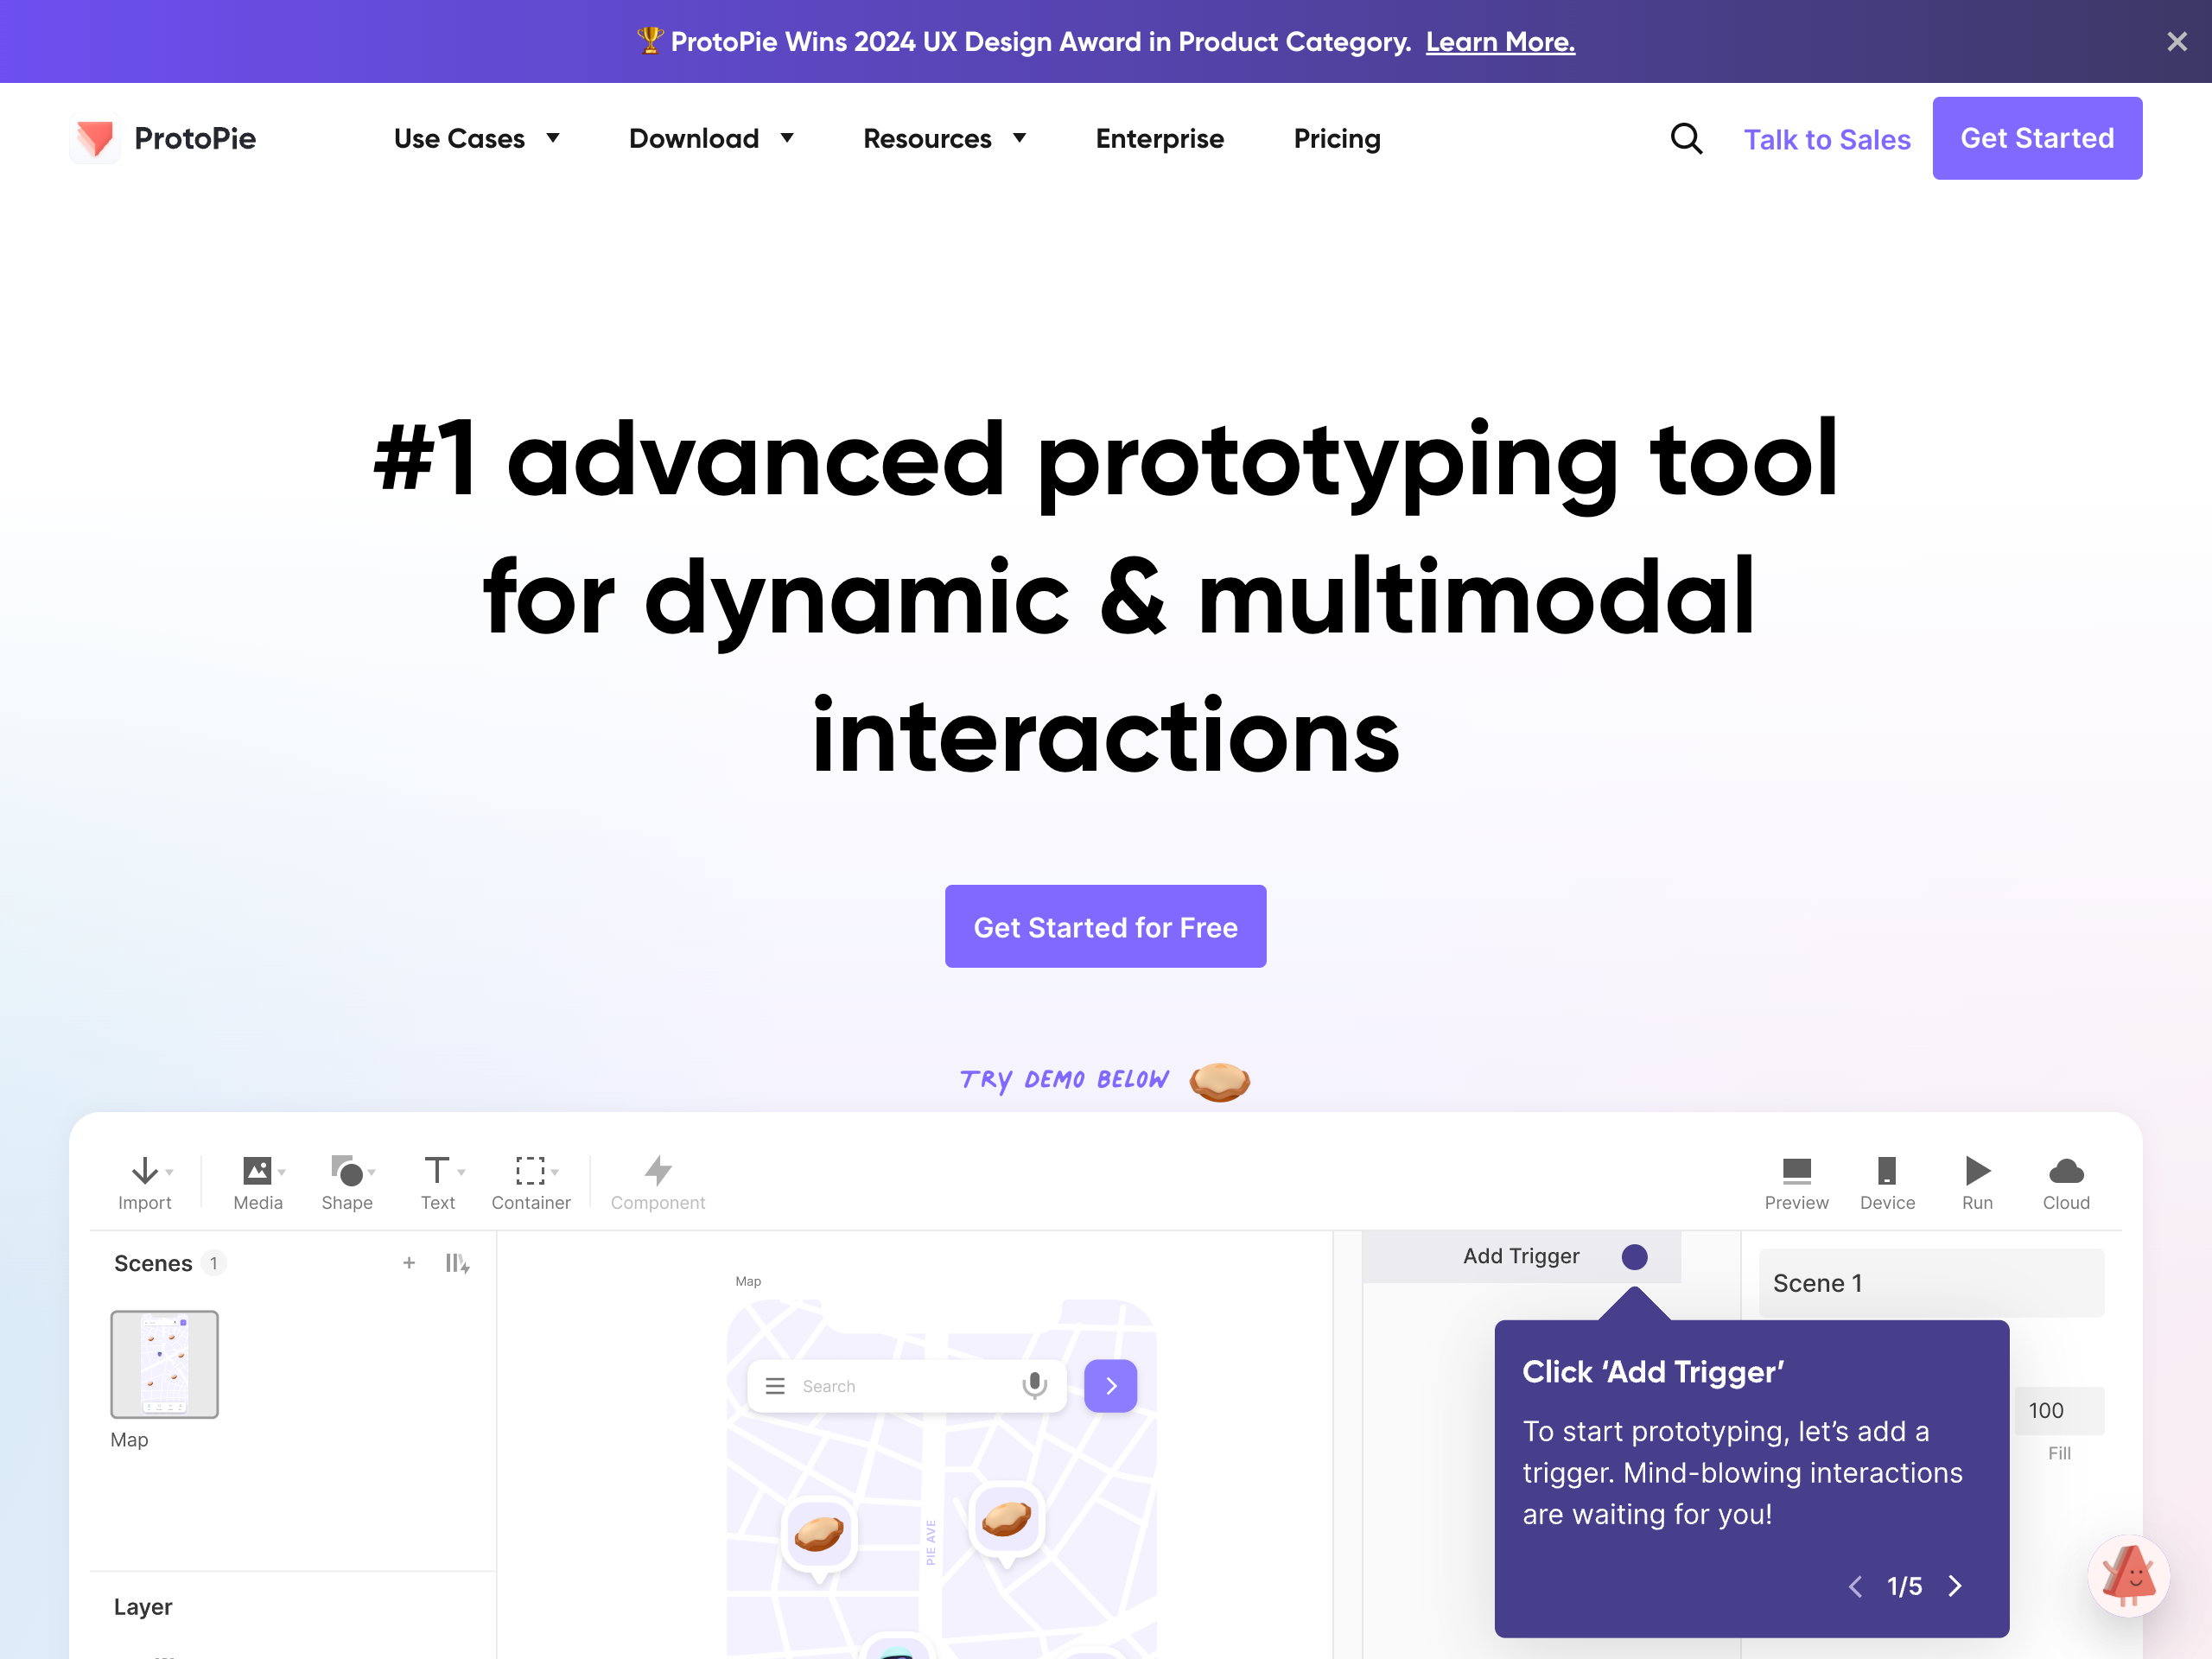 🏆 ProtoPie Wins 2024 UX Design Award in Product Category. Learn More.
ProtoPie
Use Cases
Download
Resources
Enterprise
Pricing
Talk to Sales
Get Started
#1 advanced prototyping tool
for dynamic & multimodal
interactions
Get Started for Free
TRY DEMO BELOW
Import
Media
Shape
Text
Container
Component
Preview
Device
Run
Cloud
Scenes 1
Map
Map
Search
PIE AVE
Add Trigger
Scene 1
100
Fill
Click ‘Add Trigger’
To start prototyping, let’s add a
trigger. Mind-blowing interactions
are waiting for you!
1/5
Layer